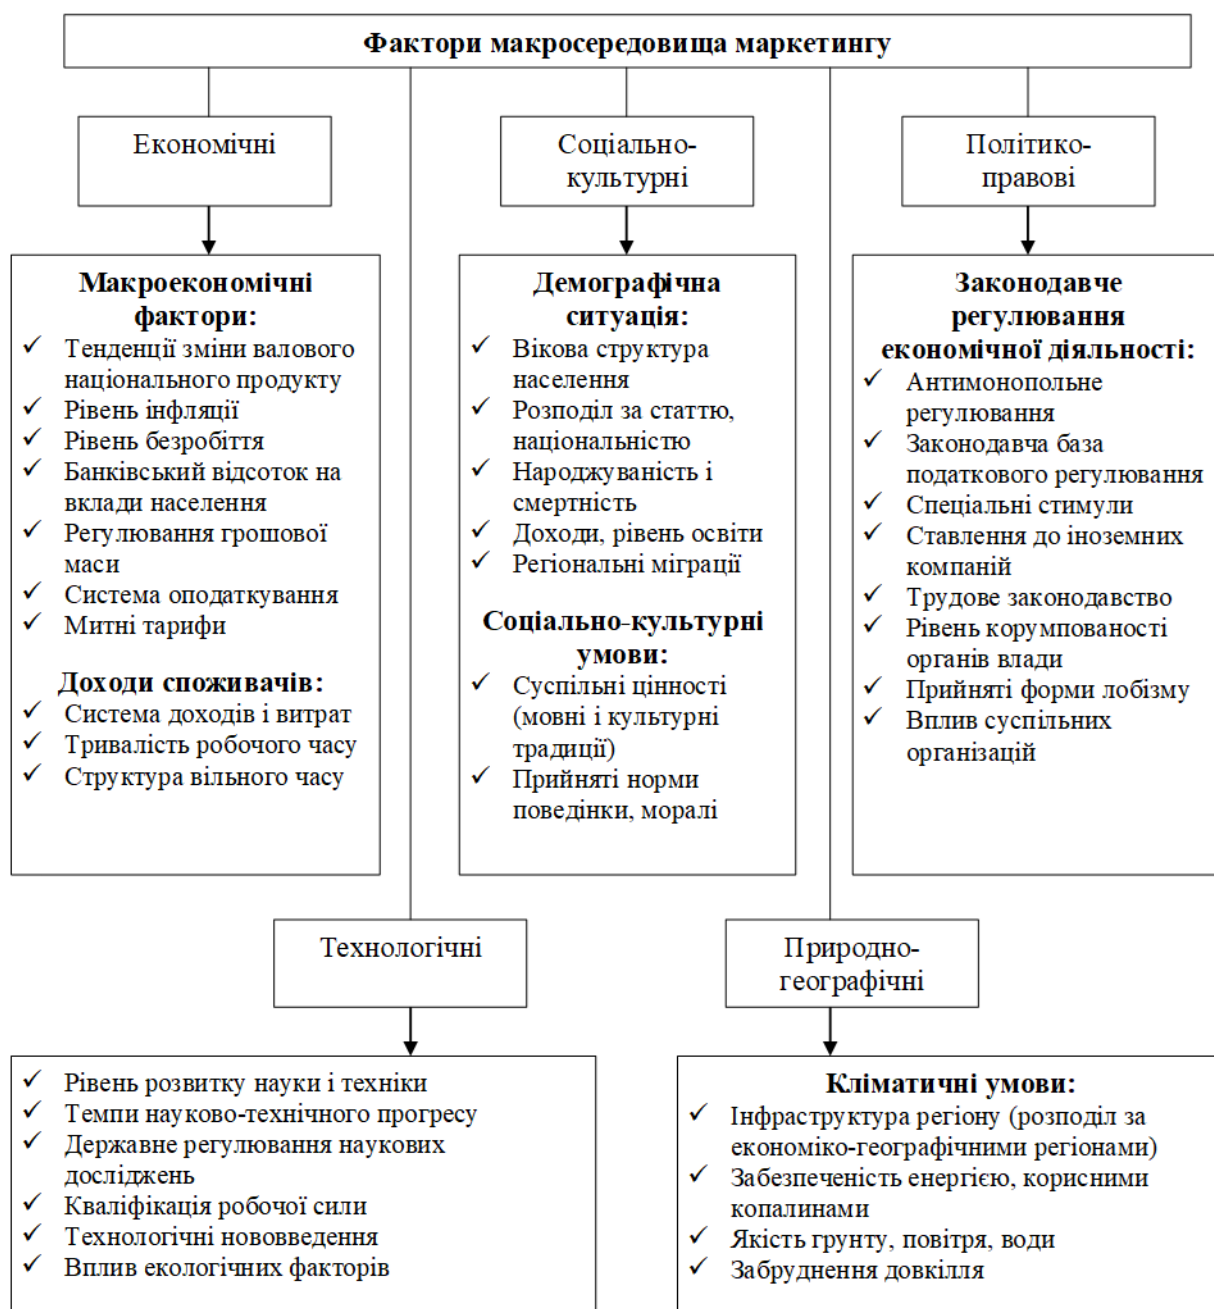 Фактори макросередовища маркетингу
Економічні
Соціально-
культурні
Політико-
правові
Макроекономічні
фактори:
Тенденції зміни валового
національного продукту
Рівень інфляції
Рівень безробіття
Банківський відсоток на
вклади населення
Регулювання грошової
маси
Система оподаткування
Митні тарифи
Доходи споживачів:
Система доходів і витрат
Тривалість робочого часу
Структура вільного часу
Демографічна
ситуація:
Вікова структура
населення
Розподіл за статтю,
національністю
Народжуваність і
смертність
Доходи, рівень освіти
Регіональні міграції
Соціально-культурні
умови:
Суспільні цінності
(мовні і культурні
традиції)
Прийняті норми
поведінки, моралі
Законодавче
регулювання
економічної діяльності:
Антимонопольне
регулювання
Законодавча база
податкового регулювання
Спеціальні стимули
Ставлення до іноземних
компаній
Трудове законодавство
Рівень корумпованості
органів влади
Прийняті форми лобізму
Вплив суспільних
організацій
Технологічні
Природно-
географічні
Рівень розвитку науки і техніки
Темпи науково-технічного прогресу
Державне регулювання наукових
досліджень
Кваліфікація робочої сили
Технологічні нововведення
Вплив екологічних факторів
Кліматичні умови:
Інфраструктура регіону (розподіл за
економіко-географічними регіонами)
Забезпеченість енергією, корисними
копалинами
Якість грунту, повітря, води
Забруднення довкілля